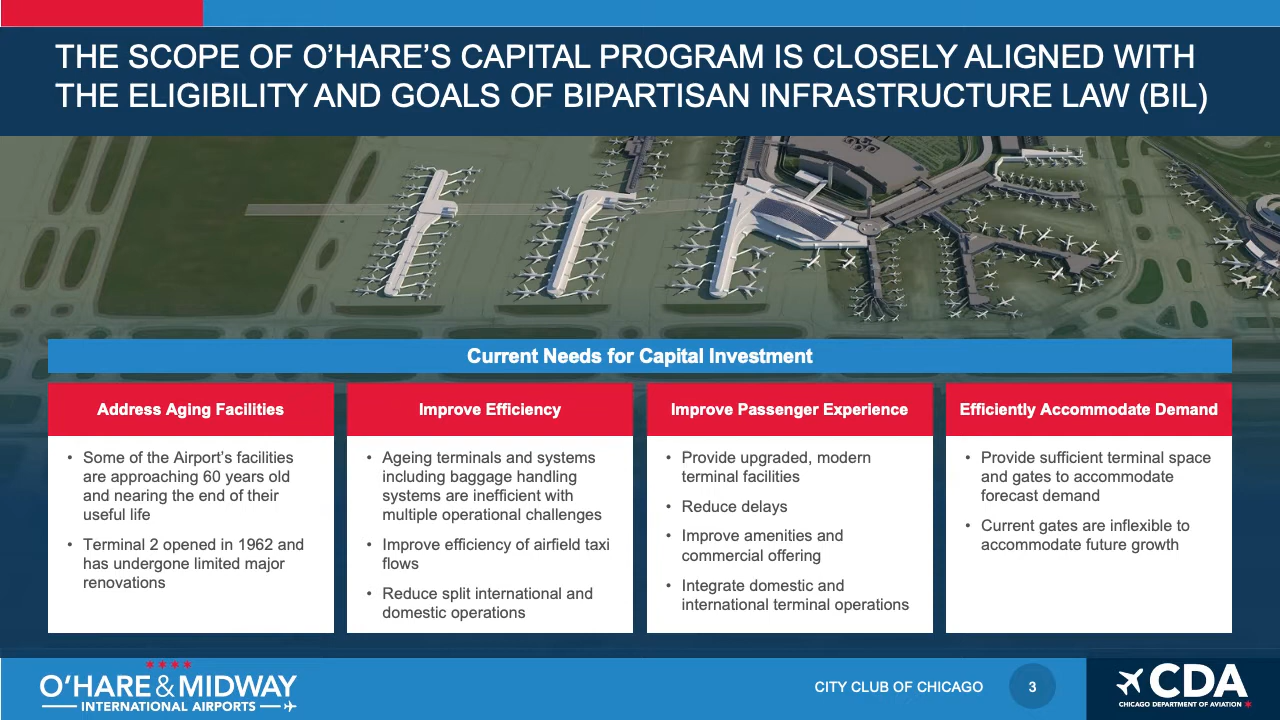 THE SCOPE OF O’HARE’S CAPITAL PROGRAM IS CLOSELY ALIGNED WITH
THE ELIGIBILITY AND GOALS OF BIPARTISAN INFRASTRUCTURE LAW (BIL)
Current Needs for Capital Investment
Address Aging Facilities
• Some of the Airport’s facilities
are approaching 60 years old
and nearing the end of their
useful life
• Terminal 2 opened in 1962 and
has undergone limited major
renovations
Improve Efficiency
• Ageing terminals and systems
including baggage handling
systems are inefficient with
multiple operational challenges
• Improve efficiency of airfield taxi
flows
• Reduce split international and
domestic operations
Improve Passenger Experience
• Provide upgraded, modern
terminal facilities
• Reduce delays
• Improve amenities and
commercial offering
• Integrate domestic and
international terminal operations
Efficiently Accommodate Demand
• Provide sufficient terminal space
and gates to accommodate
forecast demand
• Current gates are inflexible to
accommodate future growth
O’HARE & MIDWAY
INTERNATIONAL AIRPORTS
CITY CLUB OF CHICAGO
3
CDA
CHICAGO DEPARTMENT OF AVIATION